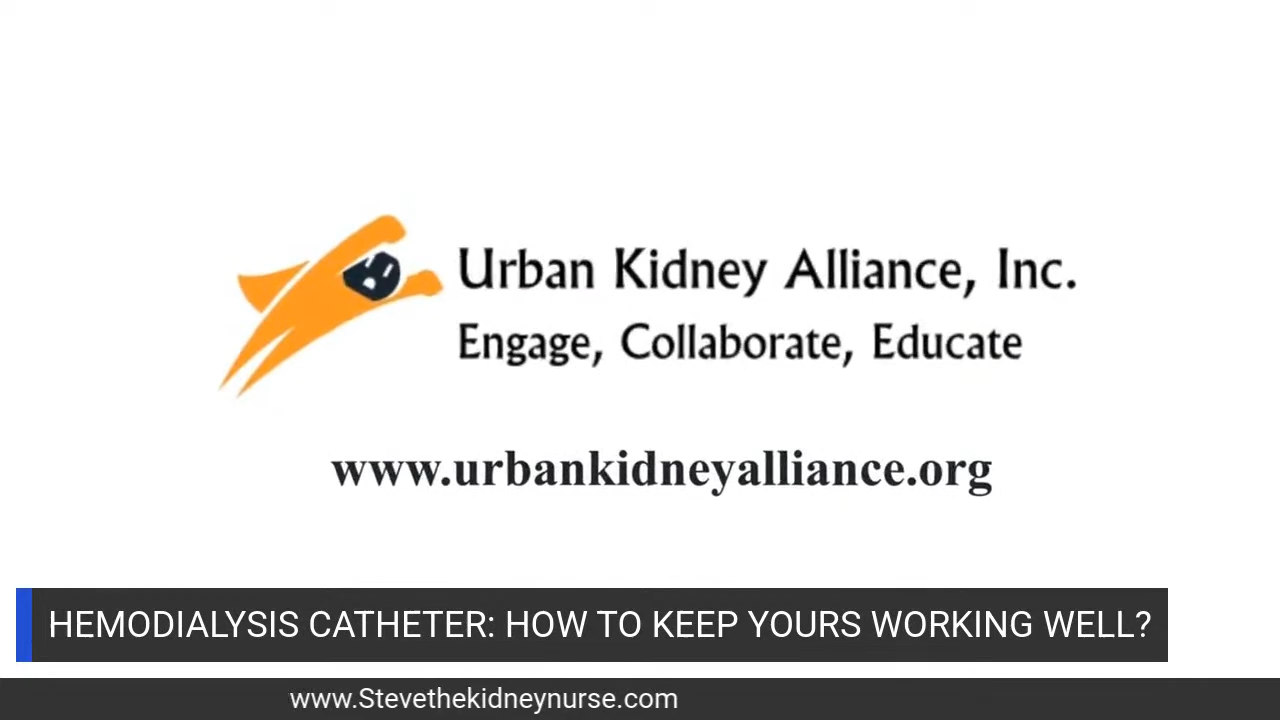 Urban Kidney Alliance, Inc.
Engage, Collaborate, Educate
www.urbankidneyalliance.org
HEMODIALYSIS CATHETER: HOW TO KEEP YOURS WORKING WELL?
www.Stevethekidneynurse.com